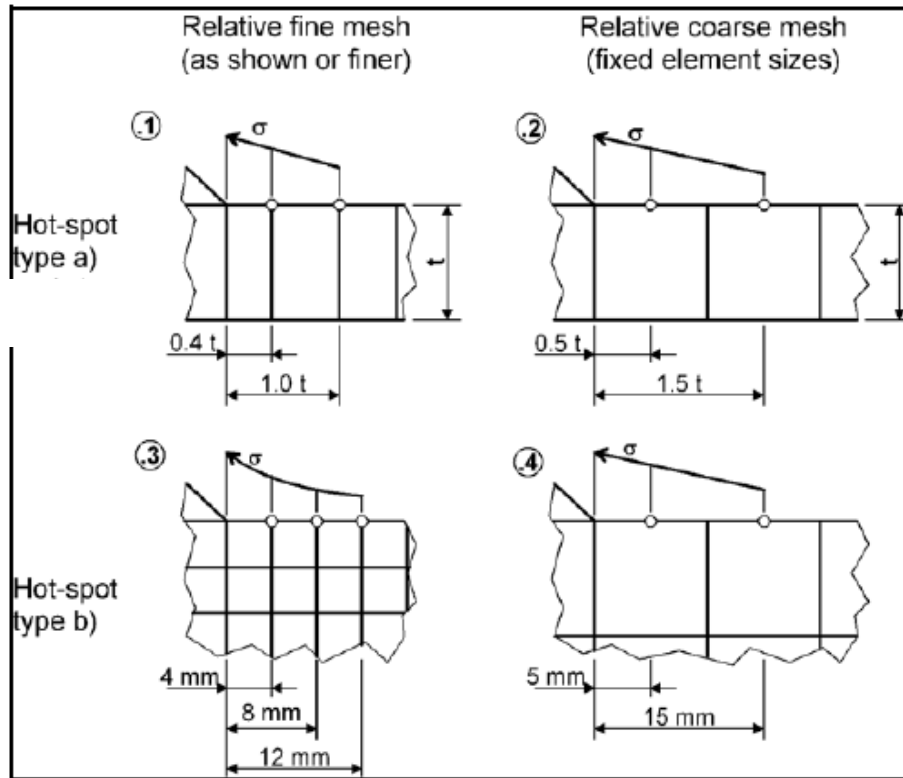 Relative fine mesh
(as shown or finer)
Relative coarse mesh
(fixed element sizes)
Hot-spot
type a)
.1
σ
t
0.4 t
1.0 t
.2
σ
t
0.5 t
1.5 t
Hot-spot
type b)
.3
σ
4 mm
8 mm
12 mm
.4
σ
5 mm
15 mm